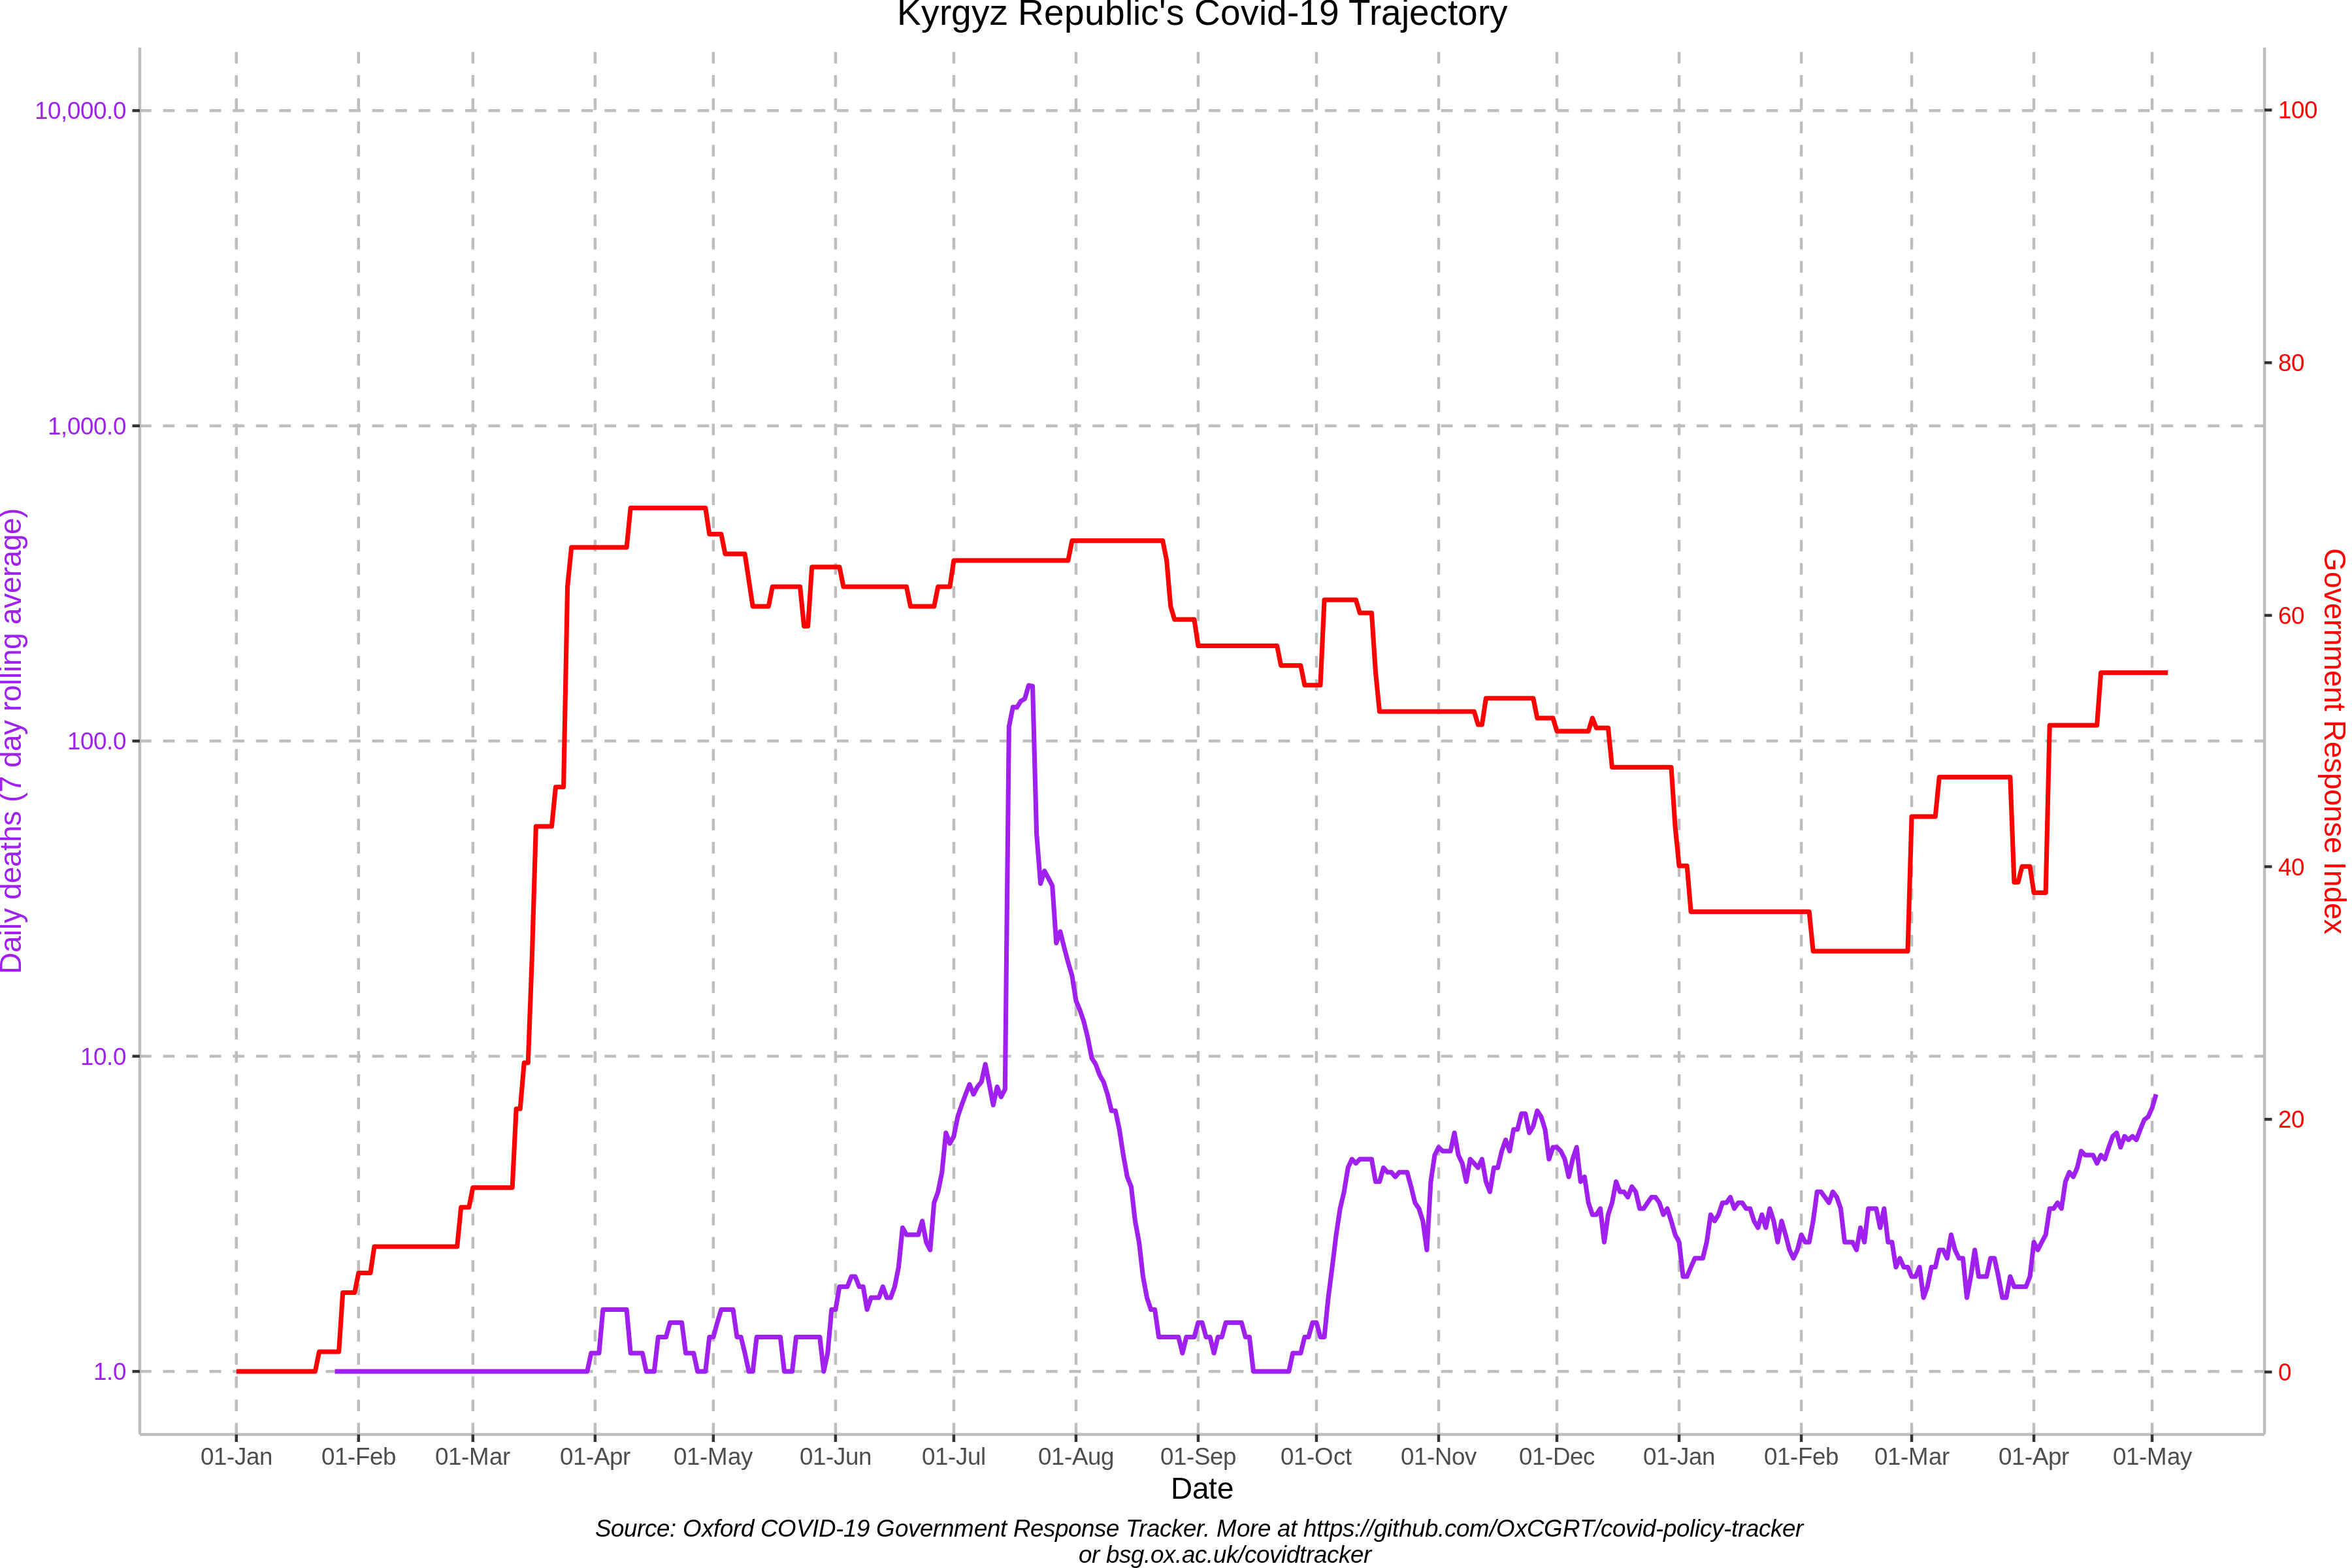 Kyrgyz Republic's Covid-19 Trajectory
10,000.0
1,000.0
100.0
10.0
1.0
Daily deaths (7 day rolling average)
100
80
60
40
20
0
Government Response Index
01-Jan 01-Feb 01-Mar 01-Apr 01-May 01-Jun 01-Jul 01-Aug 01-Sep 01-Oct 01-Nov 01-Dec 01-Jan 01-Feb 01-Mar 01-Apr 01-May
Date
Source: Oxford COVID-19 Government Response Tracker. More at https://github.com/OxCGRT/covid-policy-tracker
or bsg.ox.ac.uk/covidtracker